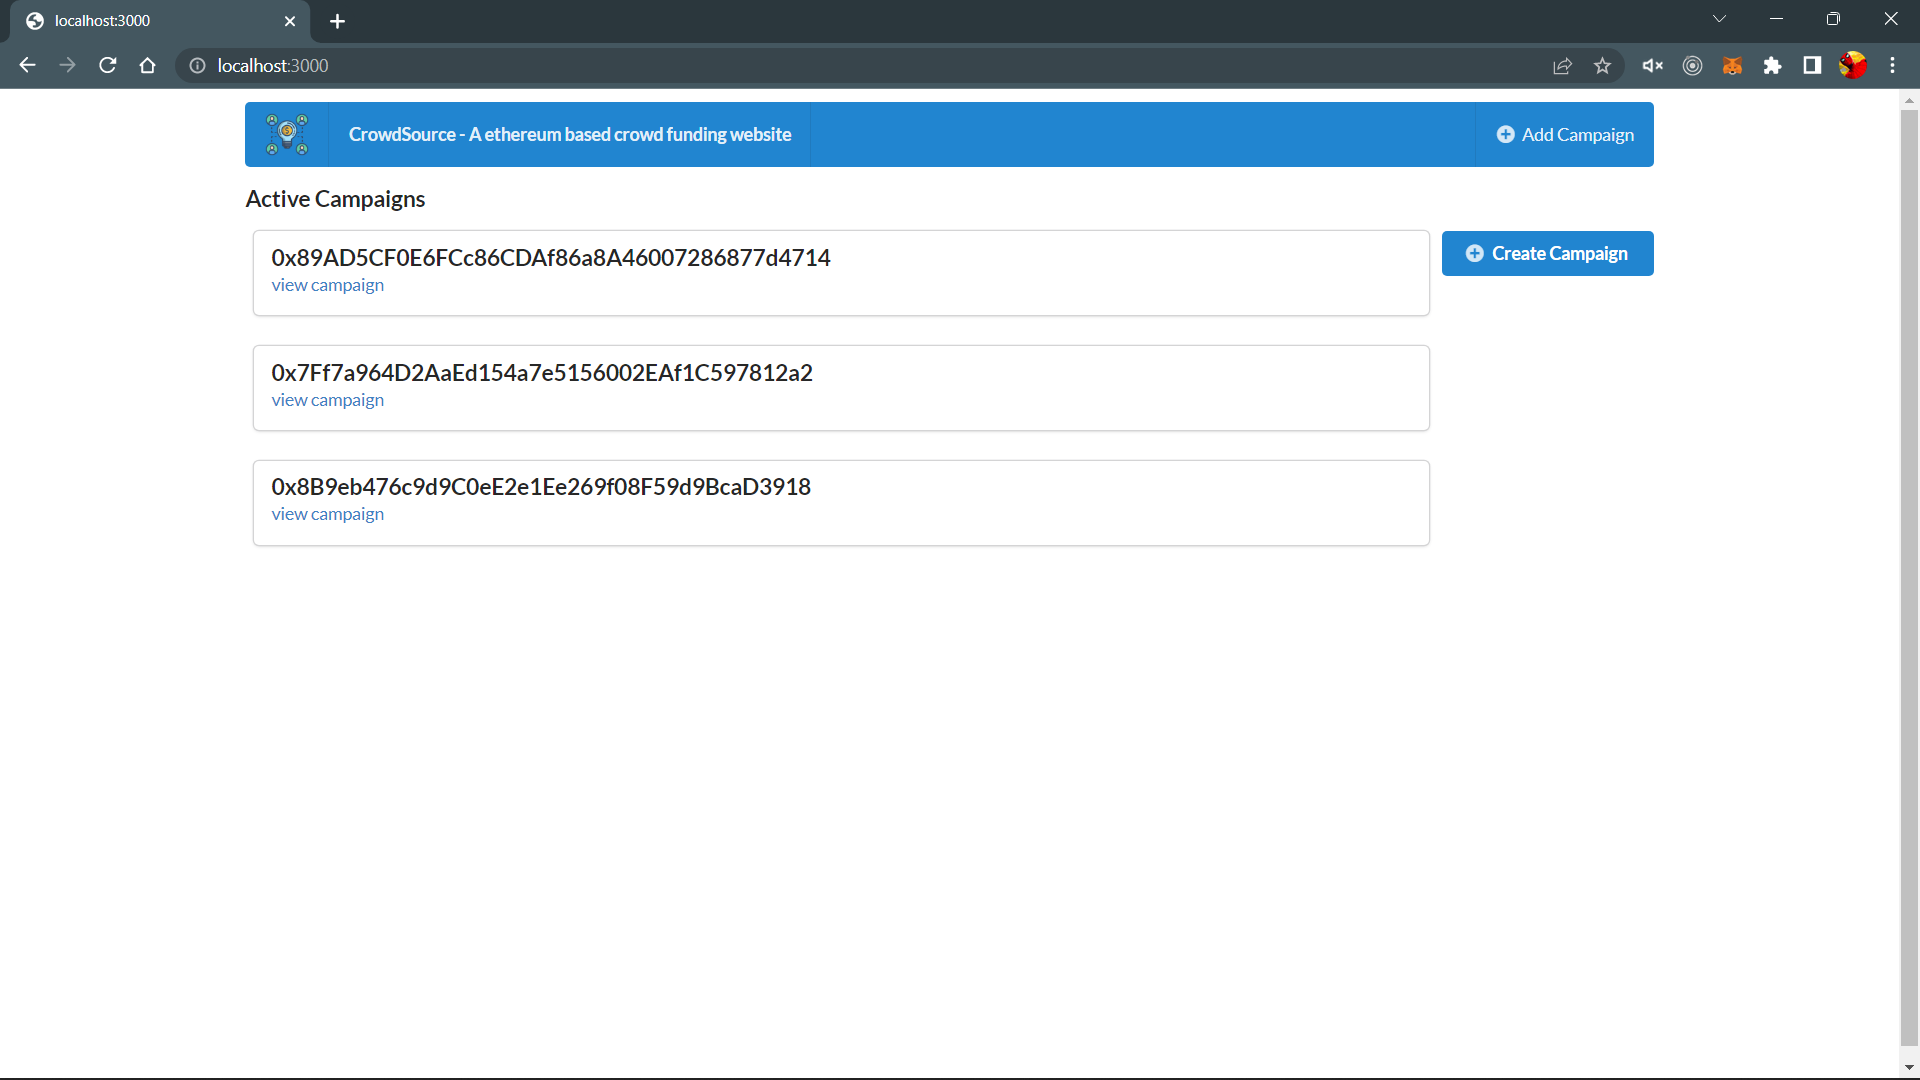 localhost:3000
localhost:3000
CrowdSource - A ethereum based crowd funding website
Add Campaign
Active Campaigns
0x89AD5CF0E6FCc86CDAf86a8A46007286877d4714
view campaign
Create Campaign
0x7Ff7a964D2AaEd154a7e5156002EAf1C597812a2
view campaign
0x8B9eb476c9d9C0eE2e1Ee269f08F59d9BcaD3918
view campaign